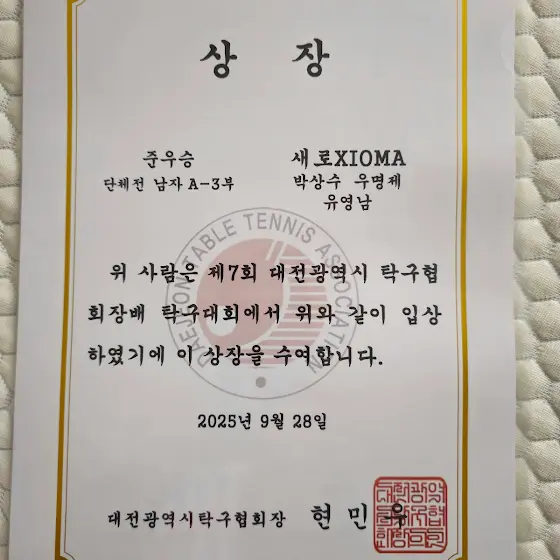 상 장
준우승 새로XIOMA
단체전 남자 A-3부 박상수 우명제
유영남
DAEJEON TABLE TENNIS ASSOCIATION
위 사람은 제7회 대전광역시 탁구협
회장배 탁구대회에서 위와 같이 입상
하였기에 이 상장을 수여합니다.
2025년 9월 28일
대전광역시탁구협회장 현 민 우